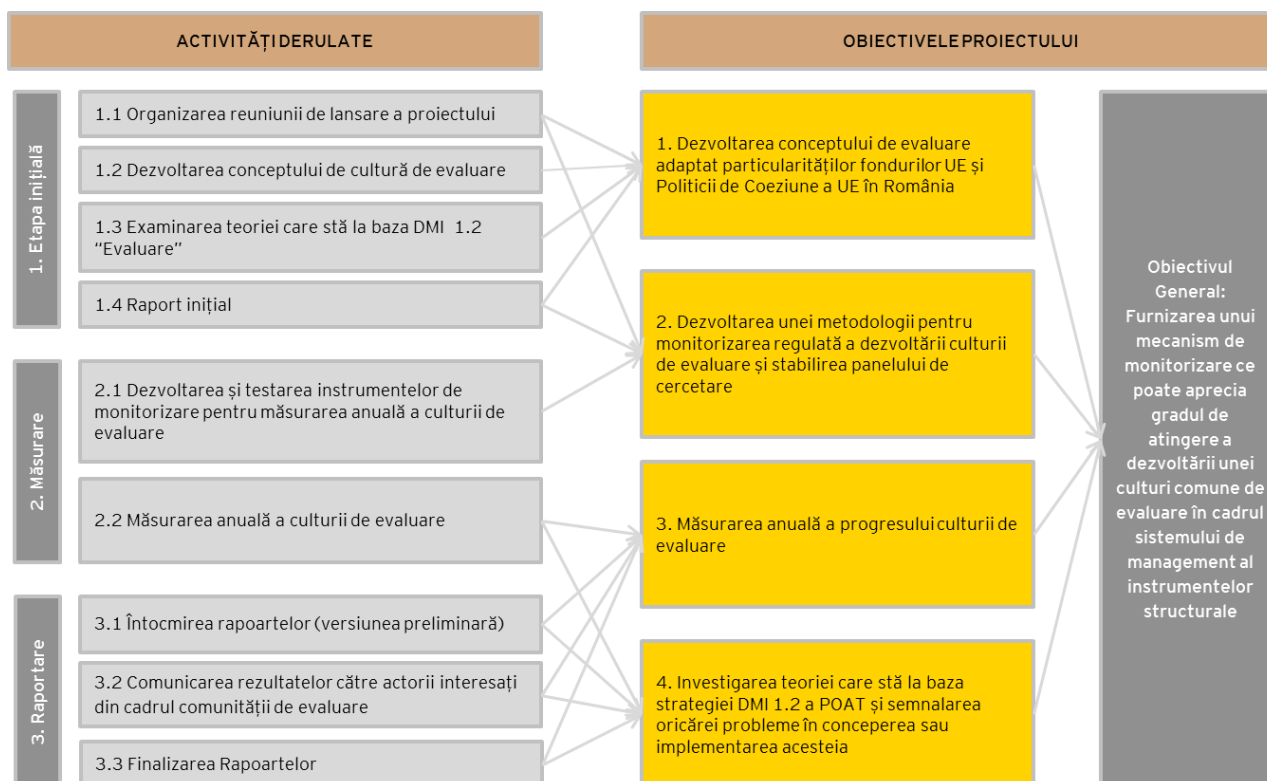 ACTIVITĂȚI DERULATE
OBIECTIVELE PROIECTULUI
1. Etapa inițială
1.1 Organizarea reuniunii de lansare a proiectului
1.2 Dezvoltarea conceptului de cultură de evaluare
1.3 Examinarea teoriei care stă la baza DMI 1.2
“Evaluare”
1.4 Raport inițial
2. Măsurare
2.1 Dezvoltarea și testarea instrumentelor de
monitorizare pentru măsurarea anuală a culturii de
evaluare
2.2 Măsurarea anuală a culturii de evaluare
3. Raportare
3.1 Întocmirea rapoartelor (versiunea preliminară)
3.2 Comunicarea rezultatelor către actorii interesați
din cadrul comunității de evaluare
3.3 Finalizarea Rapoartelor
1. Dezvoltarea conceptului de evaluare
adaptat particularităților fondurilor UE și
Politicii de Coeziune a UE în România
2. Dezvoltarea unei metodologii pentru
monitorizarea regulată a dezvoltării culturii
de evaluare și stabilirea panelului de
cercetare
3. Măsurarea anuală a progresului culturii de
evaluare
4. Investigarea teoriei care stă la baza
strategiei DMI 1.2 a POAT și semnalarea
oricărei probleme în conceperea sau
implementarea acesteia
Obiectivul
General:
Furnizarea unui
mecanism de
monitorizare ce
poate aprecia
gradul de
atingere a
dezvoltării unei
culturi comune de
evaluare în cadrul
sistemului de
management al
instrumentelor
structurale